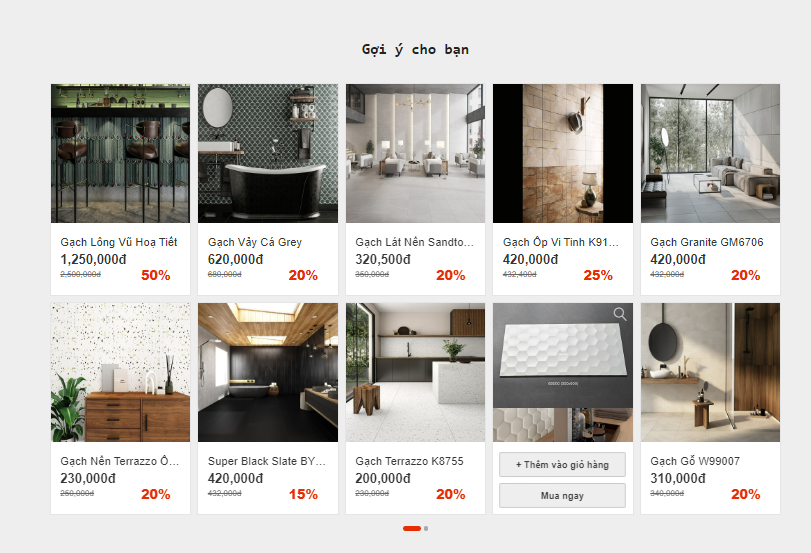 Gợi ý cho bạn
Gạch Lông Vũ Hoạ Tiết
1,250,000đ
2,500,000đ 50%
Gạch Vảy Cá Grey
620,000đ
680,000đ 20%
Gạch Lát Nền Sandto...
320,500đ
350,000đ 20%
Gạch Ốp Vi Tinh K91...
420,000đ
432,400đ 25%
Gạch Granite GM6706
420,000đ
432,000đ 20%
Gạch Nền Terrazzo Ô...
230,000đ
250,000đ 20%
Super Black Slate BY...
420,000đ
432,000đ 15%
Gạch Terrazzo K8755
200,000đ
230,000đ 20%
+ Thêm vào giỏ hàng
Mua ngay
Gạch Gỗ W99007
310,000đ
340,000đ 20%